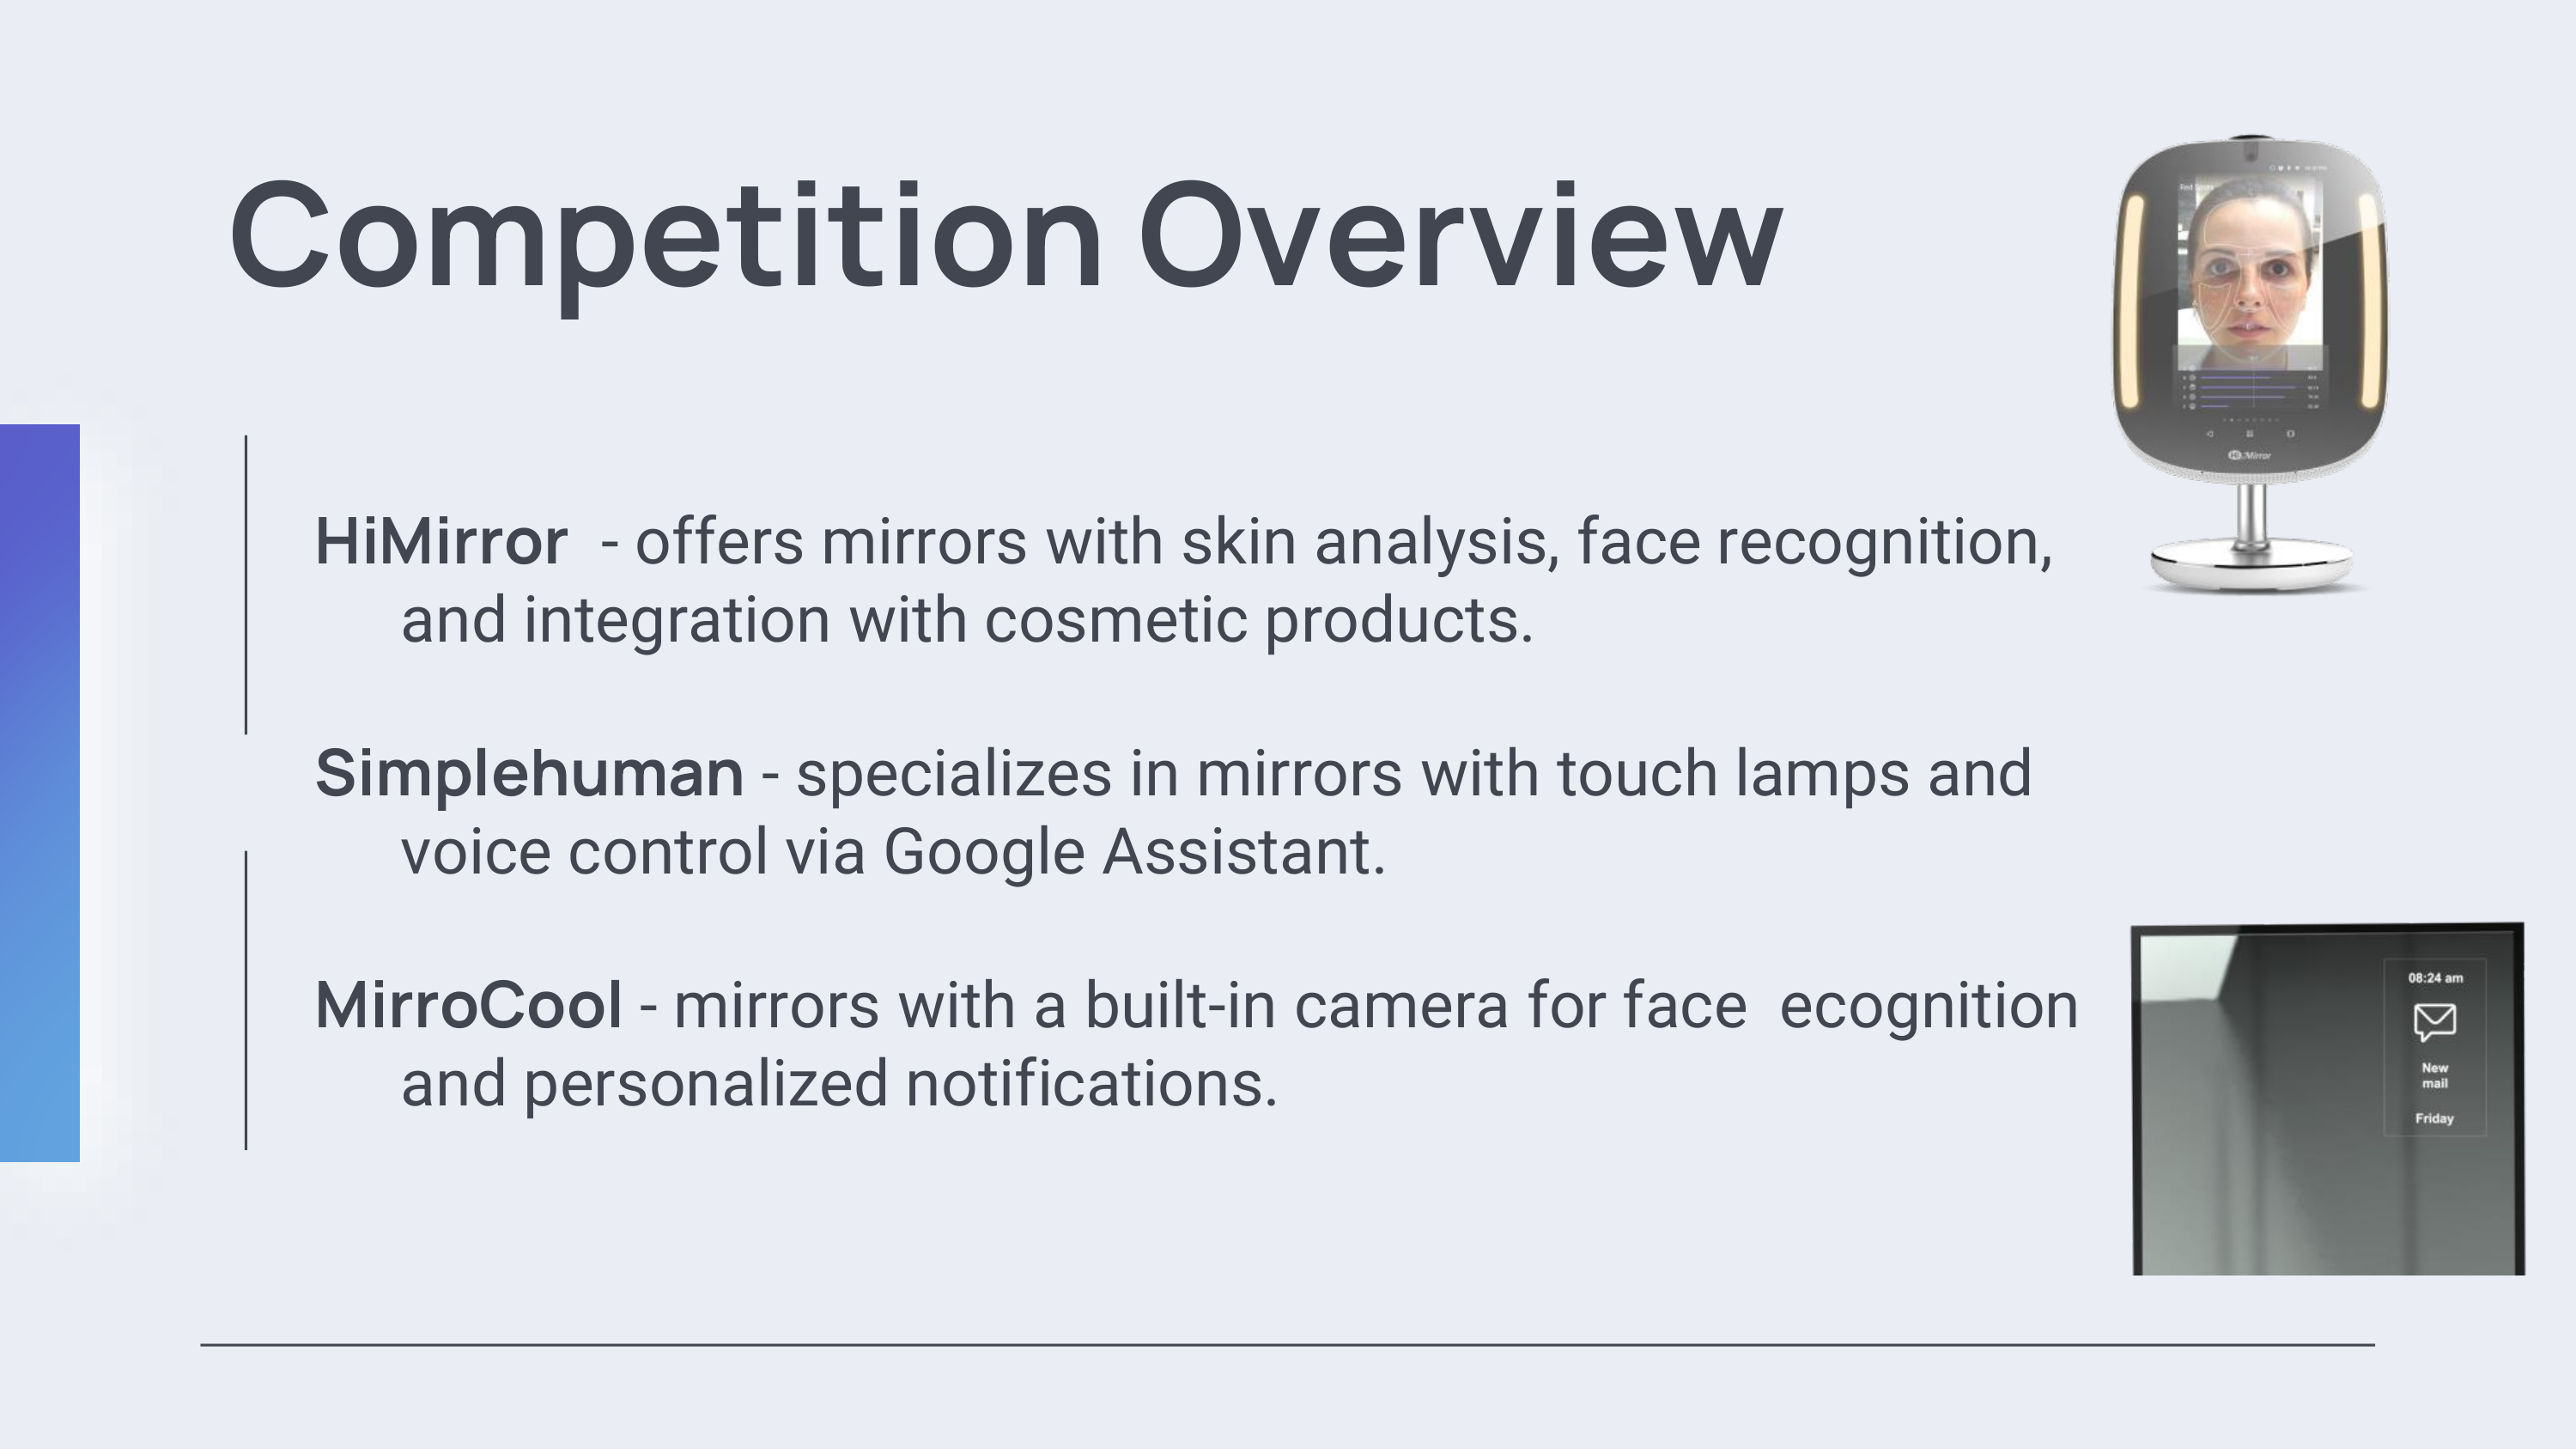 Competition Overview
HiMirror - offers mirrors with skin analysis, face recognition,
and integration with cosmetic products.
Simplehuman - specializes in mirrors with touch lamps and
voice control via Google Assistant.
MirroCool - mirrors with a built-in camera for face ecognition
and personalized notifications.
HiMirror
08:24 am
New
mail
Friday